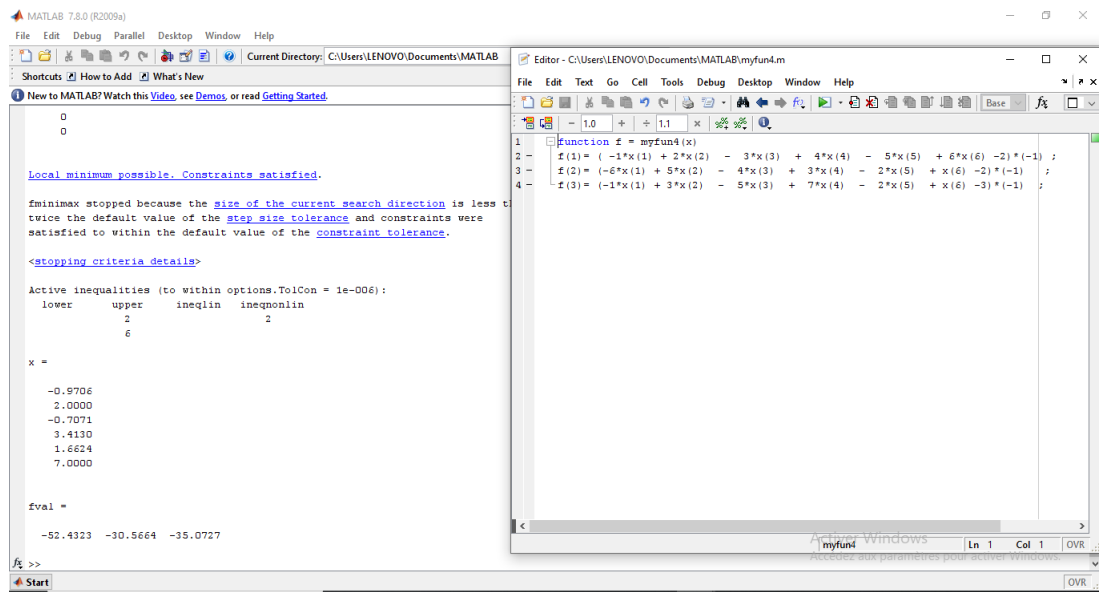 MATLAB 7.8.0 (R2009a)
File Edit Debug Parallel Desktop Window Help
Current Directory: C:\Users\LENOVO\Documents\MATLAB
Shortcuts How to Add What's New
New to MATLAB? Watch this Video, see Demos, or read Getting Started.
0
0
Local minimum possible. Constraints satisfied.
fminimax stopped because the size of the current search direction is less
twice the default value of the step size tolerance and constraints were
satisfied to within the default value of the constraint tolerance.
<stopping criteria details>
Active inequalities (to within options.TolCon = 1e-006):
lower upper ineqlin ineqnonlin
2 2
6
x =
-0.9706
2.0000
-0.7071
3.4130
1.6624
7.0000
fval =
-52.4323 -30.5664 -35.0727
fx >>
Start
OVR
Editor - C:\Users\LENOVO\Documents\MATLAB\myfun4.m
File Edit Text Go Cell Tools Debug Desktop Window Help
Base fx
- 1.0 + ÷ 1.1 ×
1 function f = myfun4(x)
2 - f(1)= ( -1*x(1) + 2*x(2) - 3*x(3) + 4*x(4) - 5*x(5) + 6*x(6) -2)*(-1) ;
3 - f(2)= (-6*x(1) + 5*x(2) - 4*x(3) + 3*x(4) - 2*x(5) + x(6) -2)*(-1) ;
4 - f(3)= (-1*x(1) + 3*x(2) - 5*x(3) + 7*x(4) - 2*x(5) + x(6) -3)*(-1) ;
Activer Windows
myfun4 Ln 1 Col 1 OVR
Accédez aux paramètres pour activer Windows.